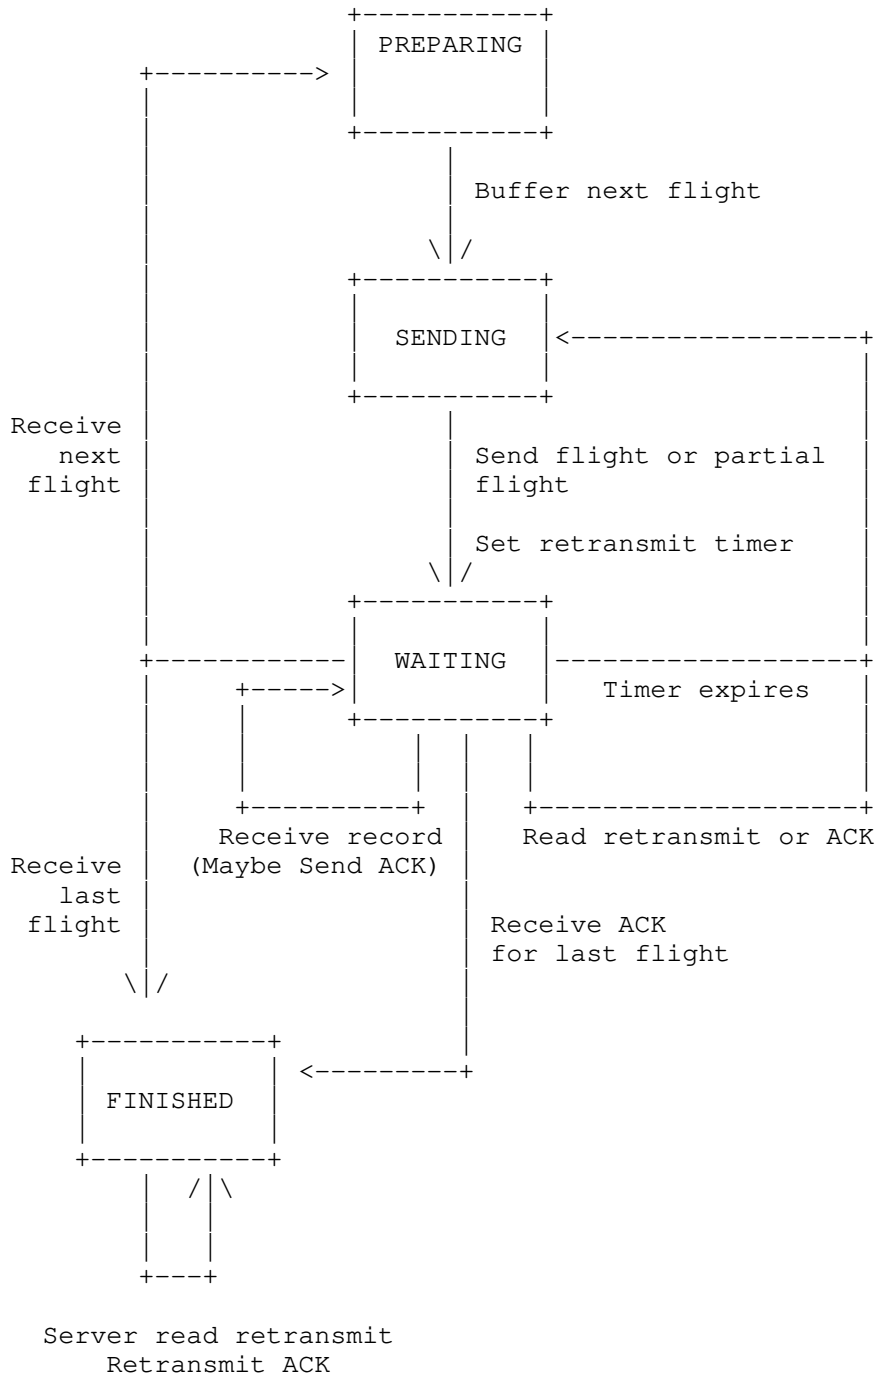 PREPARING
Buffer next flight
SENDING
Receive
next
flight
Send flight or partial
flight
Set retransmit timer
WAITING
Timer expires
Receive record
(Maybe Send ACK)
Read retransmit or ACK
Receive
last
flight
Receive ACK
for last flight
FINISHED
Server read retransmit
Retransmit ACK